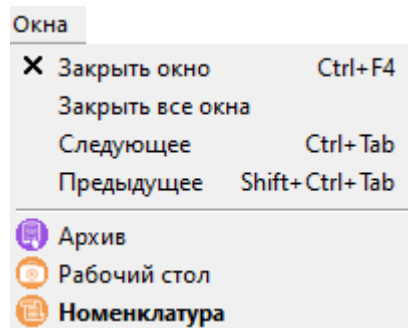 Окна
Закрыть окно Ctrl+F4
Закрыть все окна
Следующее Ctrl+Tab
Предыдущее Shift+Ctrl+Tab
Архив
Рабочий стол
Номенклатура